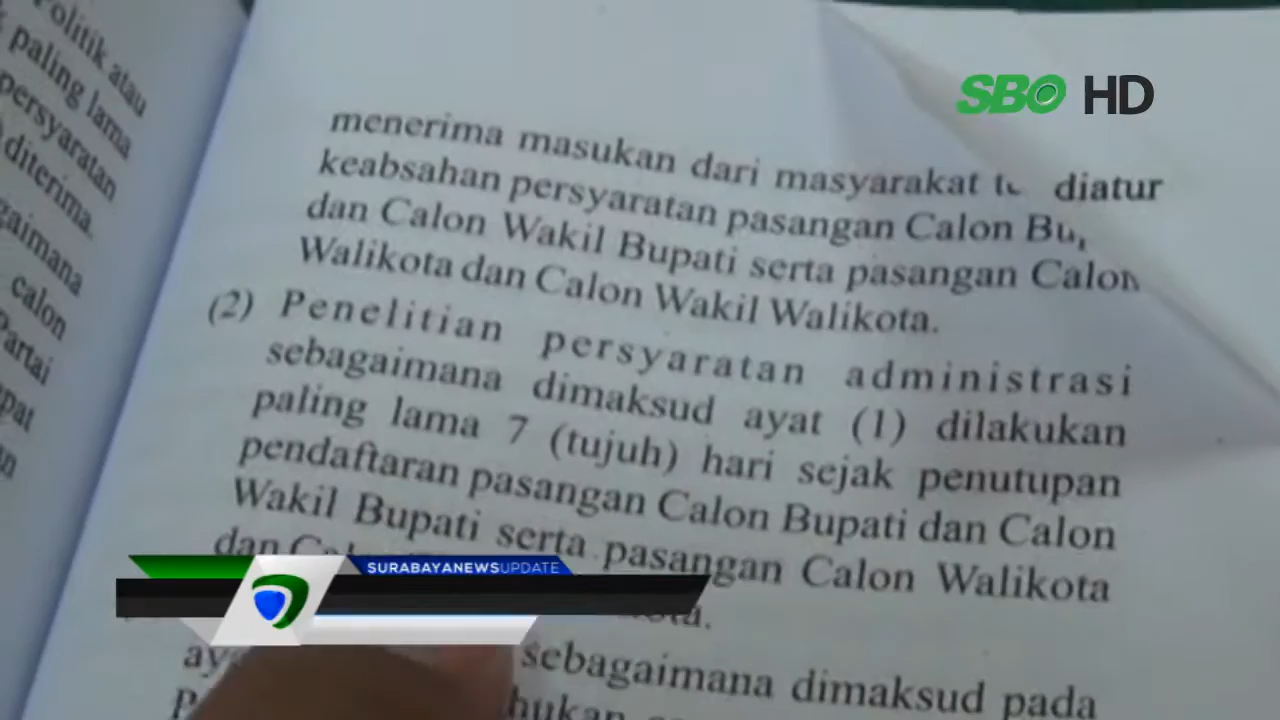 Politik atau
paling lama
persyaratan
diterima.
calon
SBO HD
menerima masukan dari masyarakat diatur
keabsahan persyaratan pasangan Calon
dan Calon Wakil Bupati serta pasangan Calon
Walikota dan Calon Wakil Walikota.
(2) Penelitian persyaratan administrasi
sebagaimana dimaksud ayat (1) dilakukan
paling lama 7 (tujuh) hari sejak penutupan
pendaftaran pasangan Calon Bupati dan Calon
Wakil Bupati serta pasangan Calon Walikota
dan
SURABAYANEWSUPDATE
sebagaimana dimaksud pada